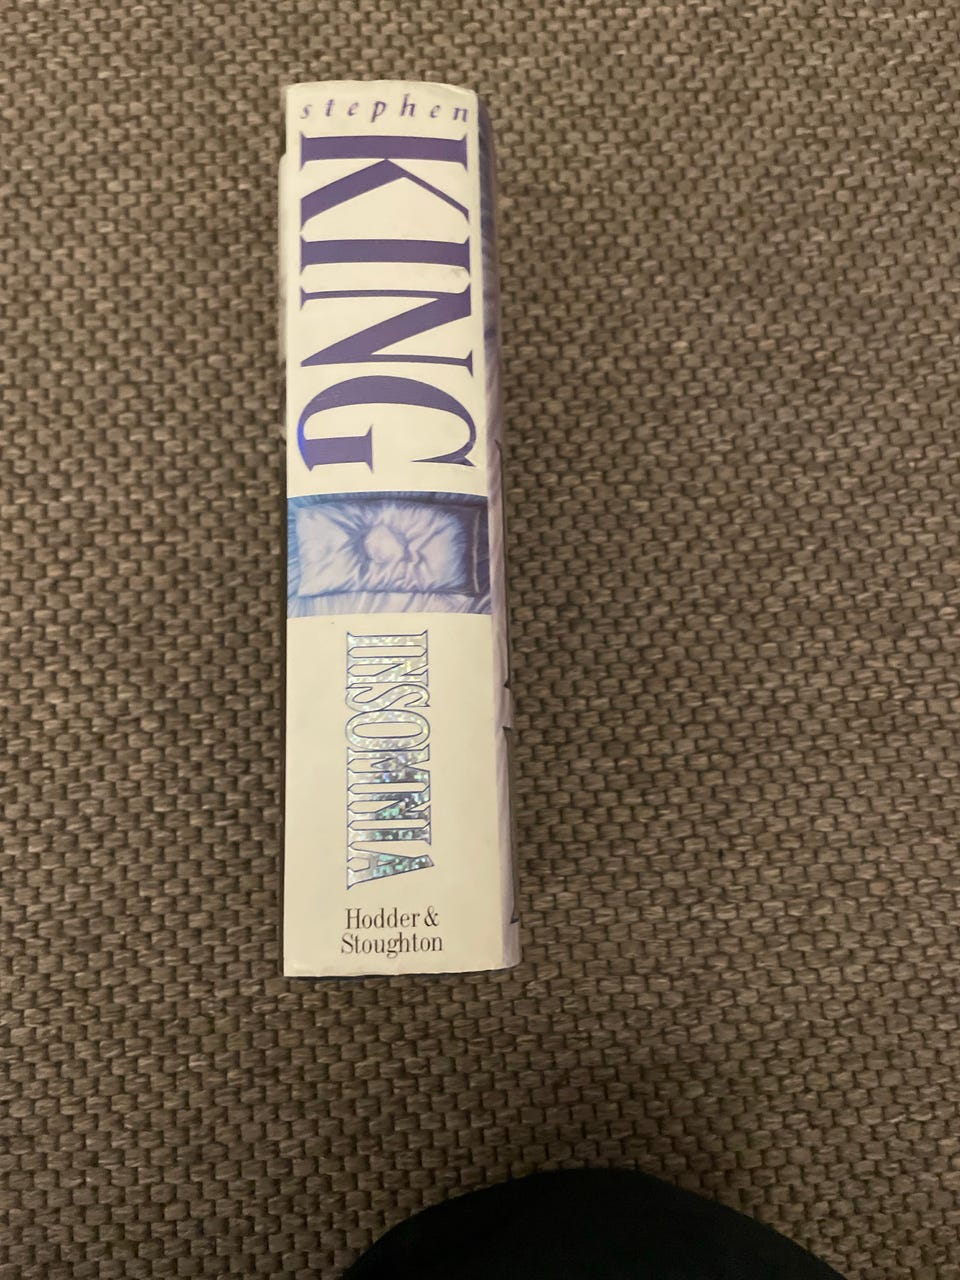 stephen
KING
INSOMNIA
Hodder &
Stoughton